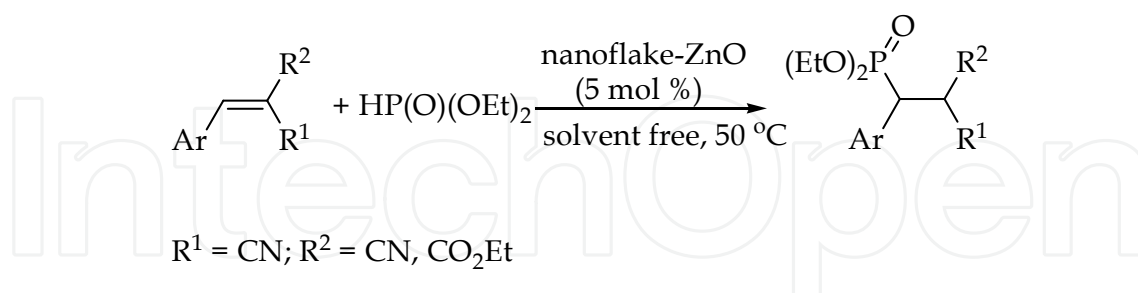 O
R² nanoflake-ZnO (EtO)₂P R²
+ HP(O)(OEt)₂ (5 mol %)
Ar R¹ solvent free, 50 °C Ar R¹
IntechOpen
R¹ = CN; R² = CN, CO₂Et